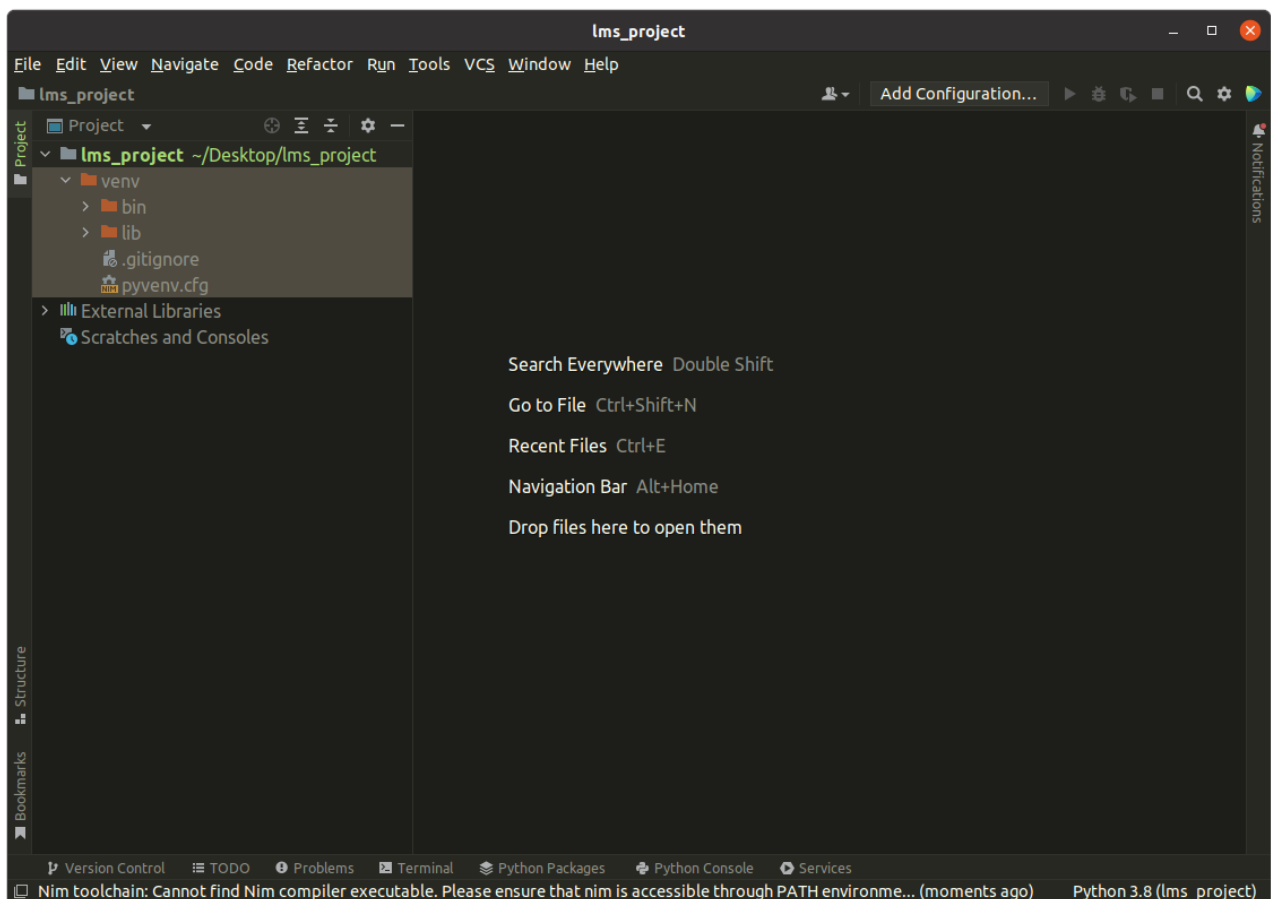 lms_project
File Edit View Navigate Code Refactor Run Tools VCS Window Help
lms_project
Add Configuration...
Project
Project
Notifications
lms_project ~/Desktop/lms_project
venv
bin
lib
.gitignore
NIM pyvenv.cfg
External Libraries
Scratches and Consoles
Search Everywhere Double Shift
Go to File Ctrl+Shift+N
Recent Files Ctrl+E
Navigation Bar Alt+Home
Drop files here to open them
Structure
Bookmarks
Version Control TODO Problems Terminal Python Packages Python Console Services
Nim toolchain: Cannot find Nim compiler executable. Please ensure that nim is accessible through PATH environme... (moments ago) Python 3.8 (lms_project)